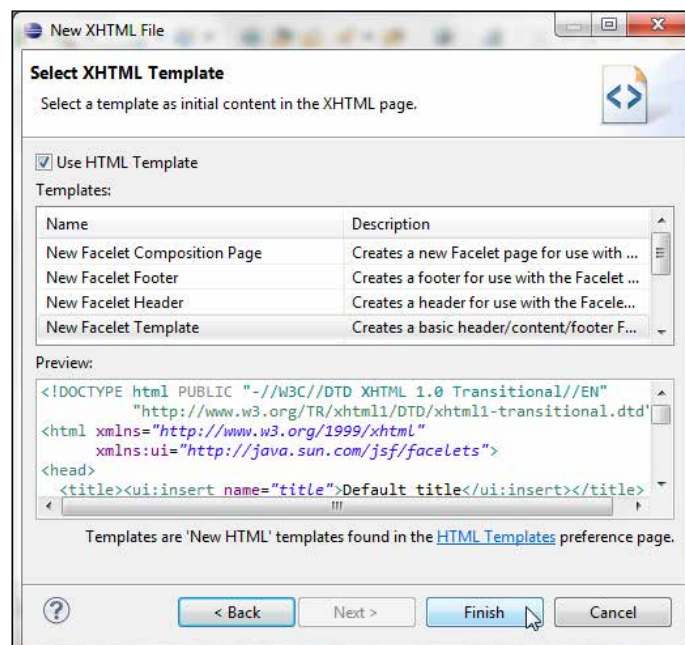 New XHTML File
Select XHTML Template
Select a template as initial content in the XHTML page.
Use HTML Template
Templates:
Name Description
New Facelet Composition Page Creates a new Facelet page for use with ...
New Facelet Footer Creates a footer for use with the Facelet ...
New Facelet Header Creates a header for use with the Facele...
New Facelet Template Creates a basic header/content/footer F...
Preview:
<!DOCTYPE html PUBLIC "-//W3C//DTD XHTML 1.0 Transitional//EN"
"http://www.w3.org/TR/xhtml1/DTD/xhtml1-transitional.dtd"
<html xmlns="http://www.w3.org/1999/xhtml"
xmlns:ui="http://java.sun.com/jsf/facelets">
<head>
<title><ui:insert name="title">Default title</ui:insert></title>
Templates are 'New HTML' templates found in the HTML Templates preference page.
? < Back Next > Finish Cancel